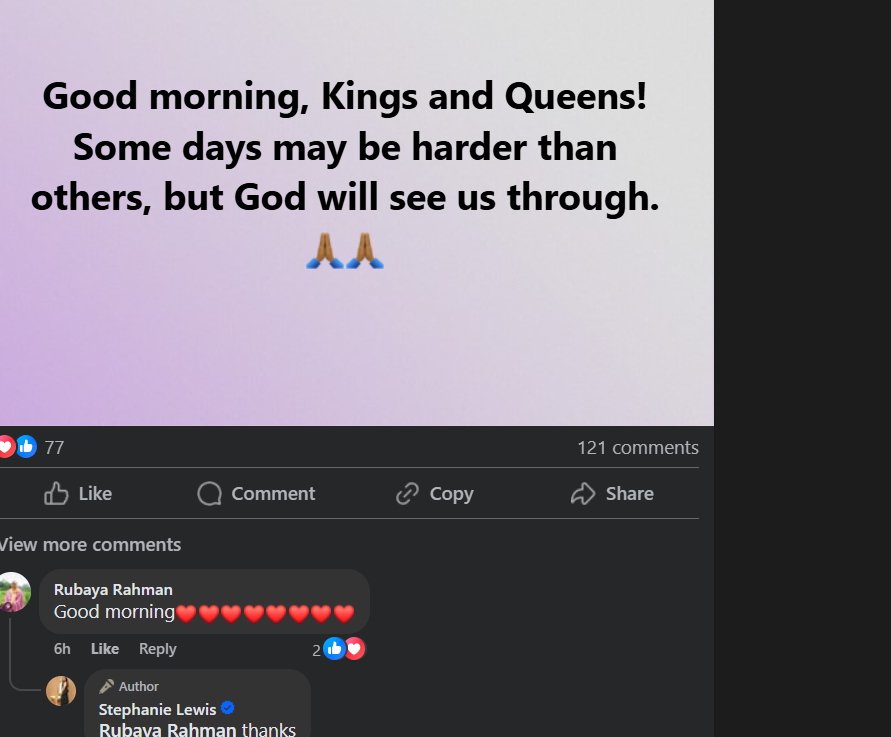 Good morning, Kings and Queens!
Some days may be harder than
others, but God will see us through.
🙏🏾🙏🏾
77
121 comments
Like
Comment
Copy
Share
View more comments
Rubaya Rahman
Good morning❤️❤️❤️❤️❤️❤️❤️❤️
6h Like Reply
2
Author
Stephanie Lewis
Rubaya Rahman thanks